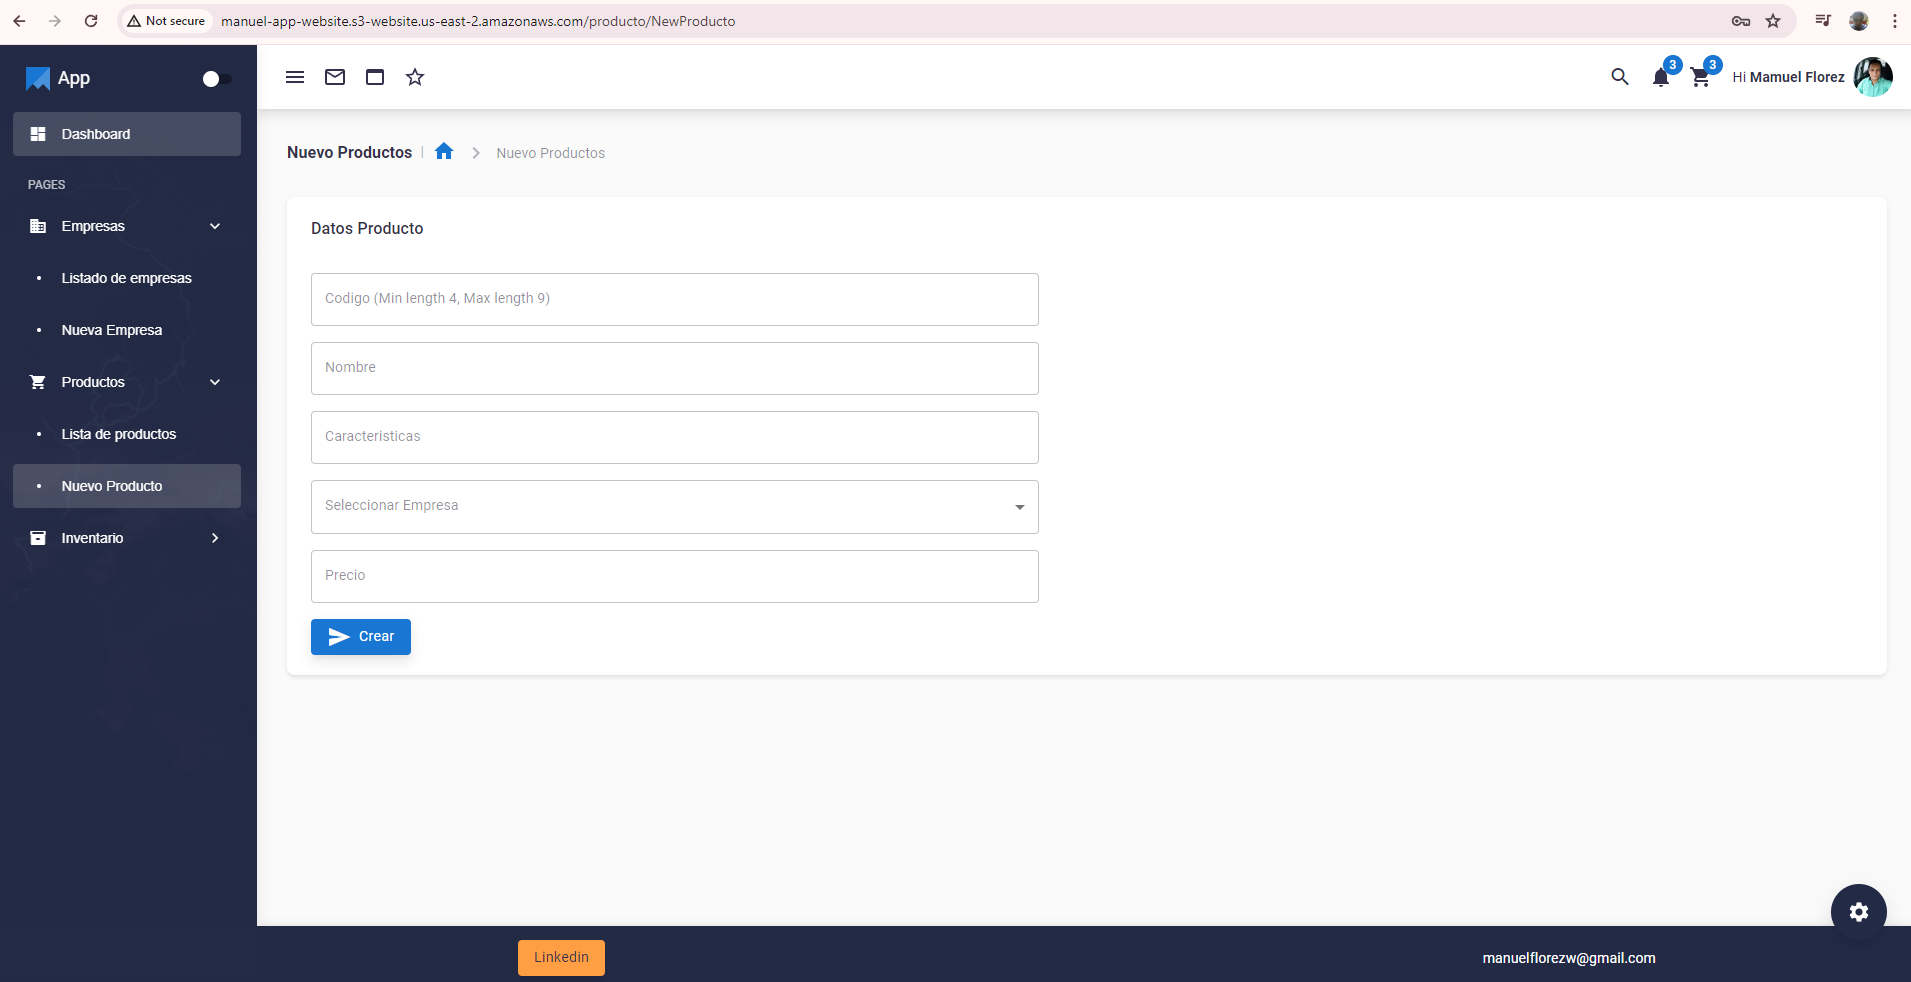 Not secure
manuel-app-website.s3-website.us-east-2.amazonaws.com/producto/NewProducto
App
3
3
Hi Mamuel Florez
Dashboard
PAGES
Empresas
Listado de empresas
Nueva Empresa
Productos
Lista de productos
Nuevo Producto
Inventario
Nuevo Productos
Nuevo Productos
Datos Producto
Codigo (Min length 4, Max length 9)
Nombre
Caracteristicas
Seleccionar Empresa
Precio
Crear
Linkedin
manuelflorezw@gmail.com